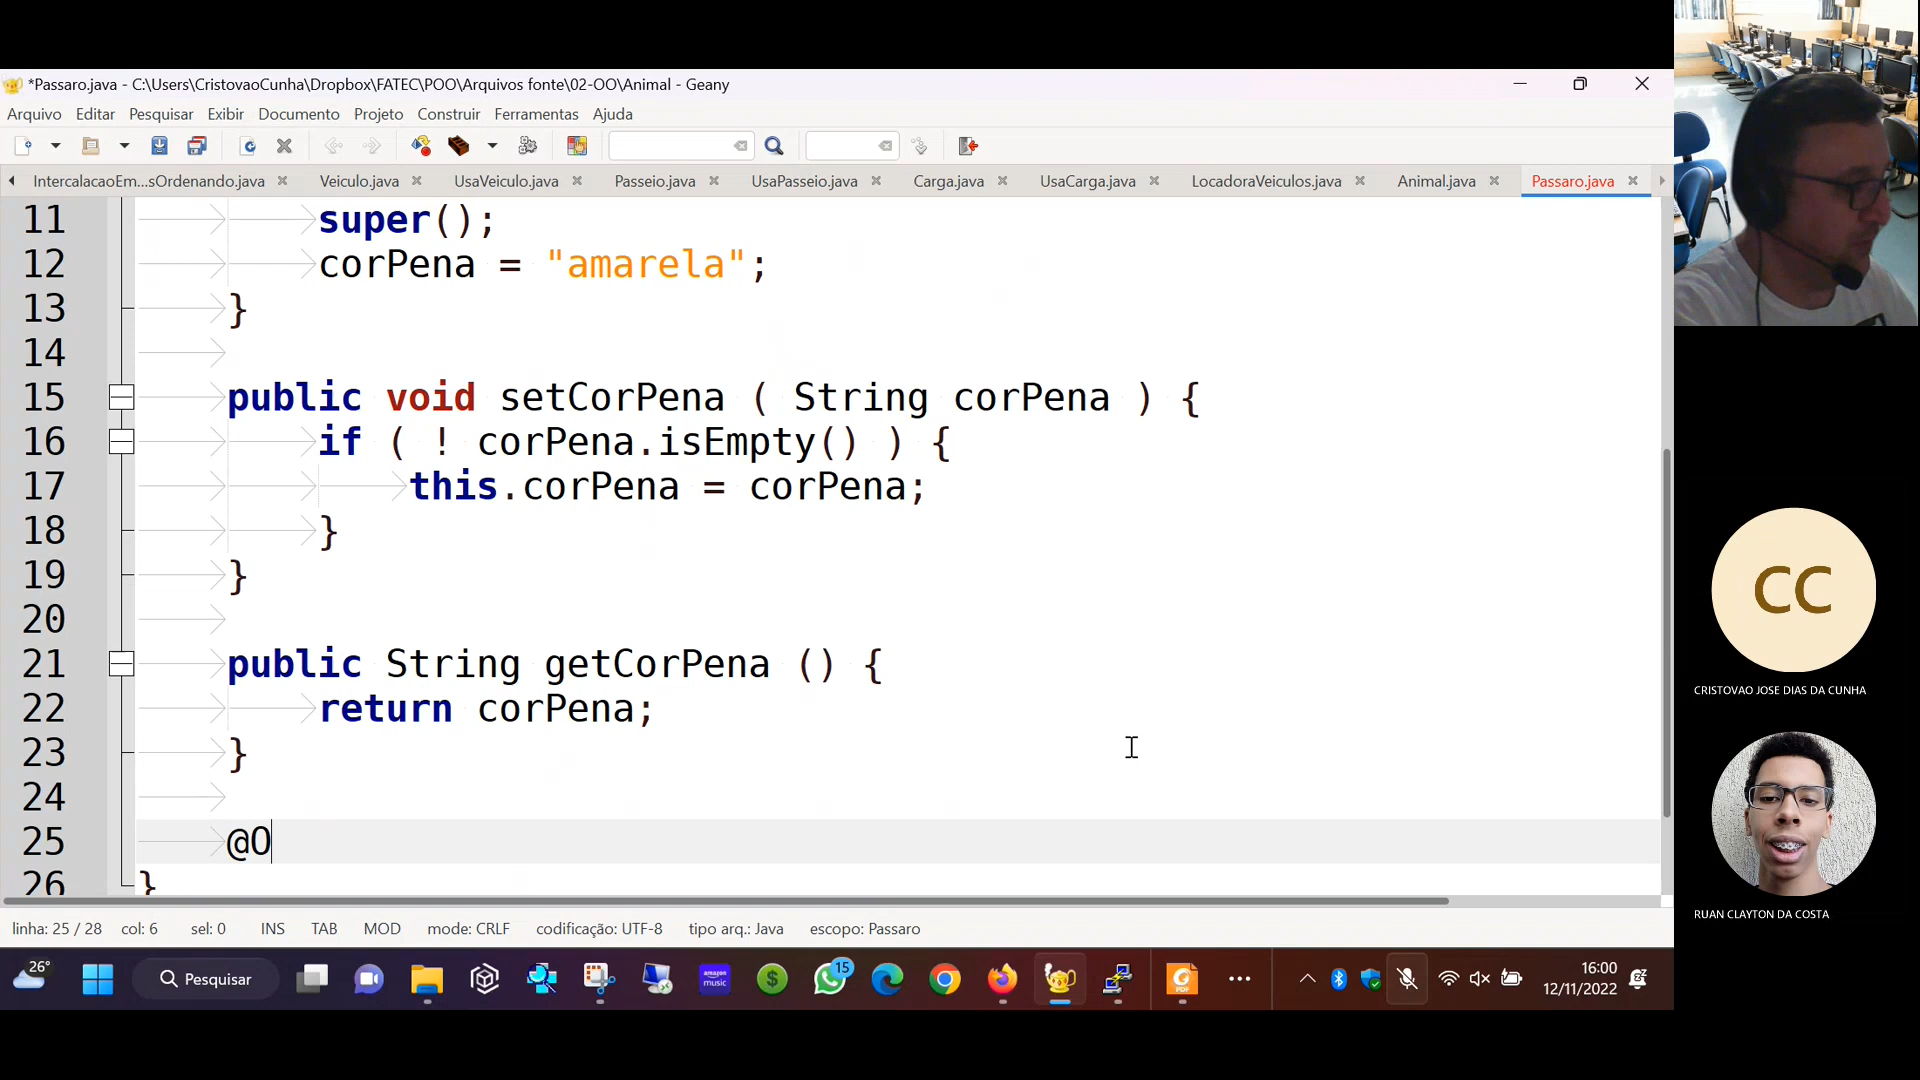 *Passaro.java - C:\Users\CristovaoCunha\Dropbox\FATEC\POO\Arquivos fonte\02-OO\Animal - Geany
Arquivo Editar Pesquisar Exibir Documento Projeto Construir Ferramentas Ajuda
IntercalacaoEm...sOrdenando.java Veiculo.java UsaVeiculo.java Passeio.java UsaPasseio.java Carga.java UsaCarga.java LocadoraVeiculos.java Animal.java Passaro.java
11 super();
12 corPena = "amarela";
13 }
14
15 public void setCorPena ( String corPena ) {
16 if ( ! corPena.isEmpty() ) {
17 this.corPena = corPena;
18 }
19 }
20
21 public String getCorPena () {
22 return corPena;
23 }
24
25 @O
26 }
linha: 25 / 28 col: 6 sel: 0 INS TAB MOD mode: CRLF codificação: UTF-8 tipo arq.: Java escopo: Passaro
26° Pesquisar amazon music $ 15 PDF 16:00
12/11/2022
CC
CRISTOVAO JOSE DIAS DA CUNHA
RUAN CLAYTON DA COSTA